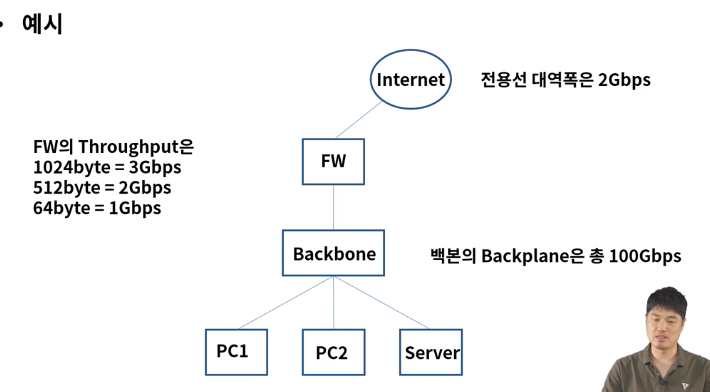 • 예시
Internet
전용선 대역폭은 2Gbps
FW의 Throughput은
1024byte = 3Gbps
512byte = 2Gbps
64byte = 1Gbps
FW
Backbone
백본의 Backplane은 총 100Gbps
PC1
PC2
Server